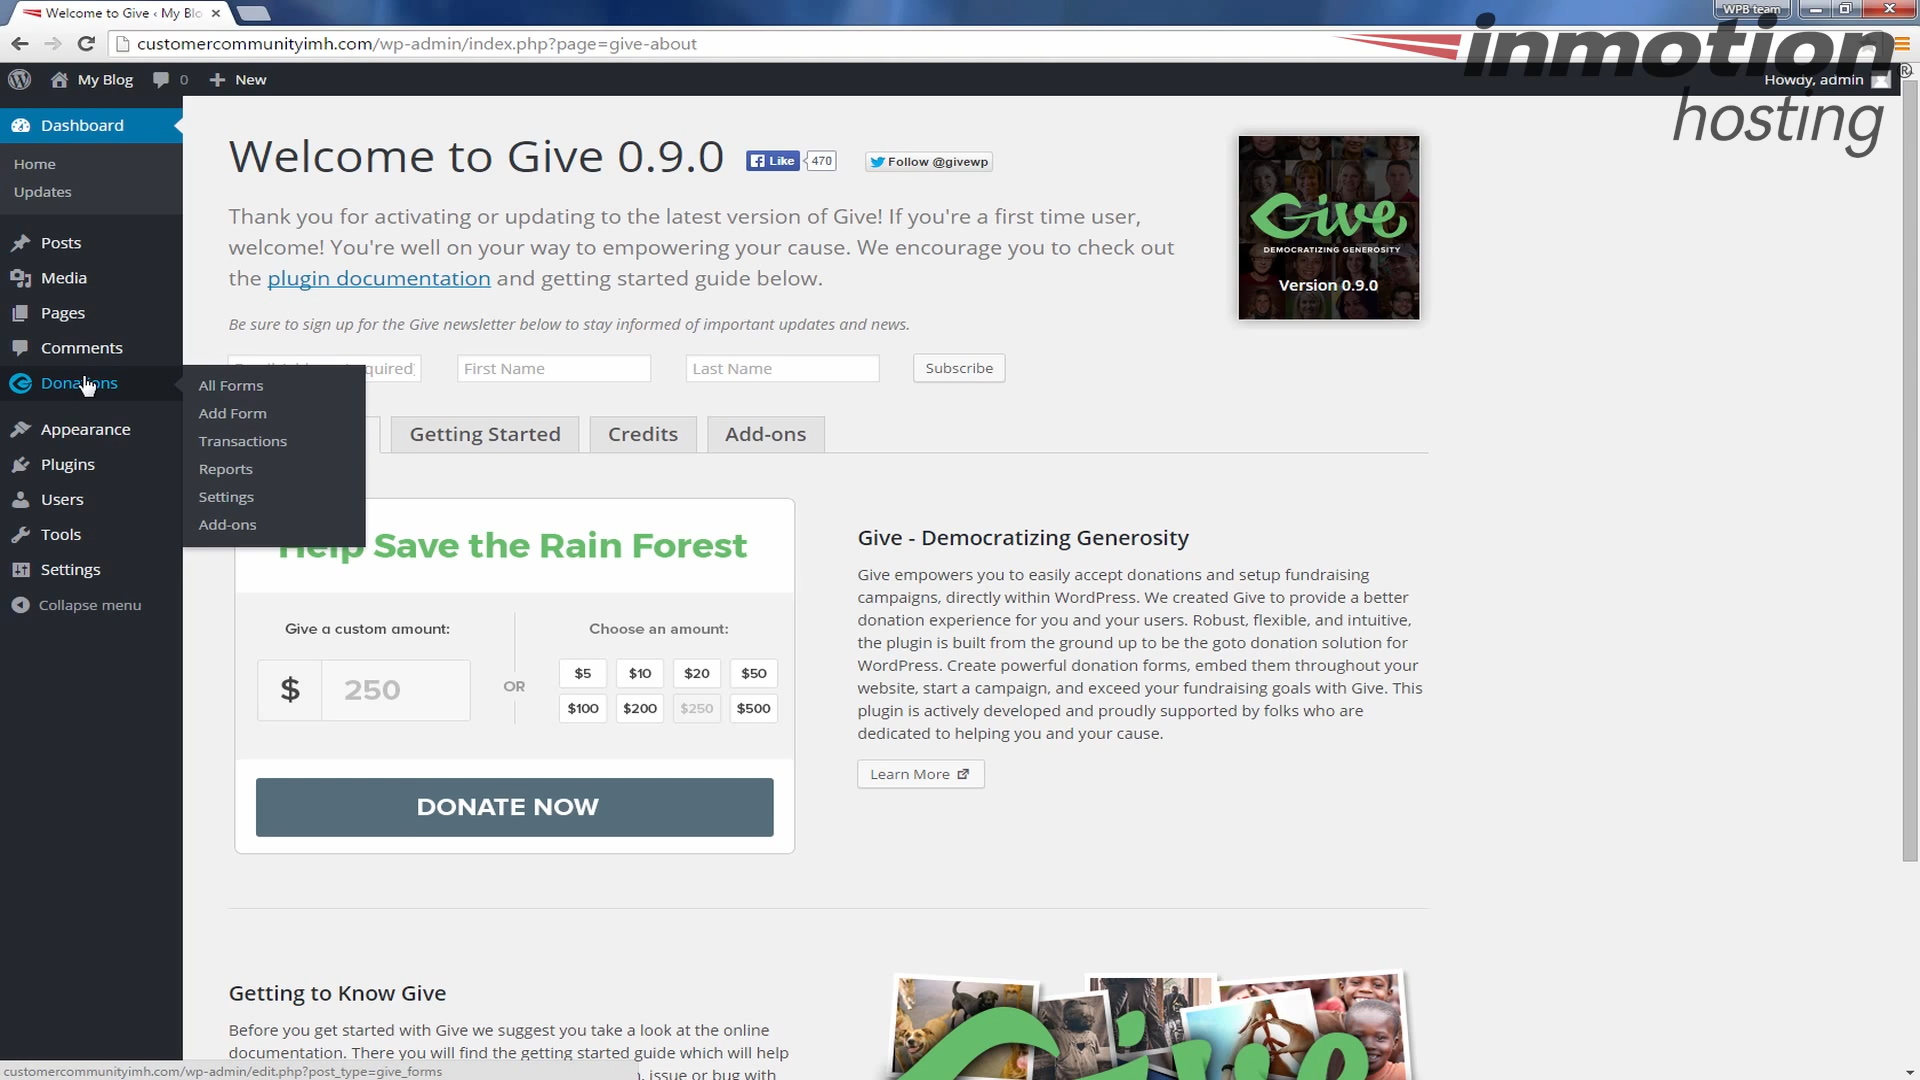 Welcome to Give ‹ My Blo
WPB team
customercommunityimh.com/wp-admin/index.php?page=give-about
inmotion®
hosting
My Blog
0
New
Howdy, admin
Dashboard
Home
Updates
Posts
Media
Pages
Comments
Donations
Appearance
Plugins
Users
Tools
Settings
Collapse menu
All Forms
Add Form
Transactions
Reports
Settings
Add-ons
Welcome to Give 0.9.0
Like
470
Follow @givewp
Thank you for activating or updating to the latest version of Give! If you're a first time user,
welcome! You're well on your way to empowering your cause. We encourage you to check out
the plugin documentation and getting started guide below.
Give
DEMOCRATIZING GENEROSITY
Version 0.9.0
Be sure to sign up for the Give newsletter below to stay informed of important updates and news.
First Name
Last Name
Subscribe
Getting Started
Credits
Add-ons
Help Save the Rain Forest
Give a custom amount:
$
250
OR
Choose an amount:
$5 $10 $20 $50
$100 $200 $250 $500
DONATE NOW
Give - Democratizing Generosity
Give empowers you to easily accept donations and setup fundraising
campaigns, directly within WordPress. We created Give to provide a better
donation experience for you and your users. Robust, flexible, and intuitive,
the plugin is built from the ground up to be the goto donation solution for
WordPress. Create powerful donation forms, embed them throughout your
website, start a campaign, and exceed your fundraising goals with Give. This
plugin is actively developed and proudly supported by folks who are
dedicated to helping you and your cause.
Learn More
Getting to Know Give
Before you get started with Give we suggest you take a look at the online
documentation. There you will find the getting started guide which will help
issue or bug with
Give
customercommunityimh.com/wp-admin/edit.php?post_type=give_forms